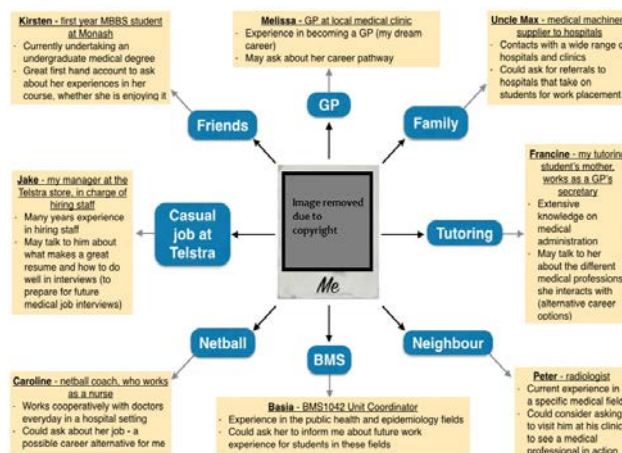 Kirsten - first year MBBS student
at Monash
- Currently undertaking an
undergraduate medical degree
- Great first hand account to ask
about her experiences in her
course, whether she is enjoying it
Melissa - GP at local medical clinic
- Experience in becoming a GP (my dream
career)
- May ask about her career pathway
Uncle Max - medical machinery
supplier to hospitals
- Contacts with a wide range of
hospitals and clinics
- Could ask for referrals to
hospitals that take on
students for work placement
Friends
GP
Family
Jake - my manager at the
Telstra store, in charge of
hiring staff
- Many years experience
in hiring staff
- May talk to him about
what makes a great
resume and how to do
well in interviews (to
prepare for future
medical job interviews)
Casual
job at
Telstra
Image removed
due to
copyright
Me
Tutoring
Francine - my tutoring
student's mother,
works as a GP's
secretary
- Extensive
knowledge on
medical
administration
- May talk to her
about the different
medical professions
she interacts with
(alternative career
options)
Netball
BMS
Neighbour
Caroline - netball coach, who works
as a nurse
- Works cooperatively with doctors
everyday in a hospital setting
- Could ask about her job - a
possible career alternative for me
Basia - BMS1042 Unit Coordinator
- Experience in the public health and epidemiology fields
- Could ask her to inform me about future work
experience for students in these fields
Peter - radiologist
- Current experience in
a specific medical field
- Could consider asking
to visit him at his clinic
to see a medical
professional in action